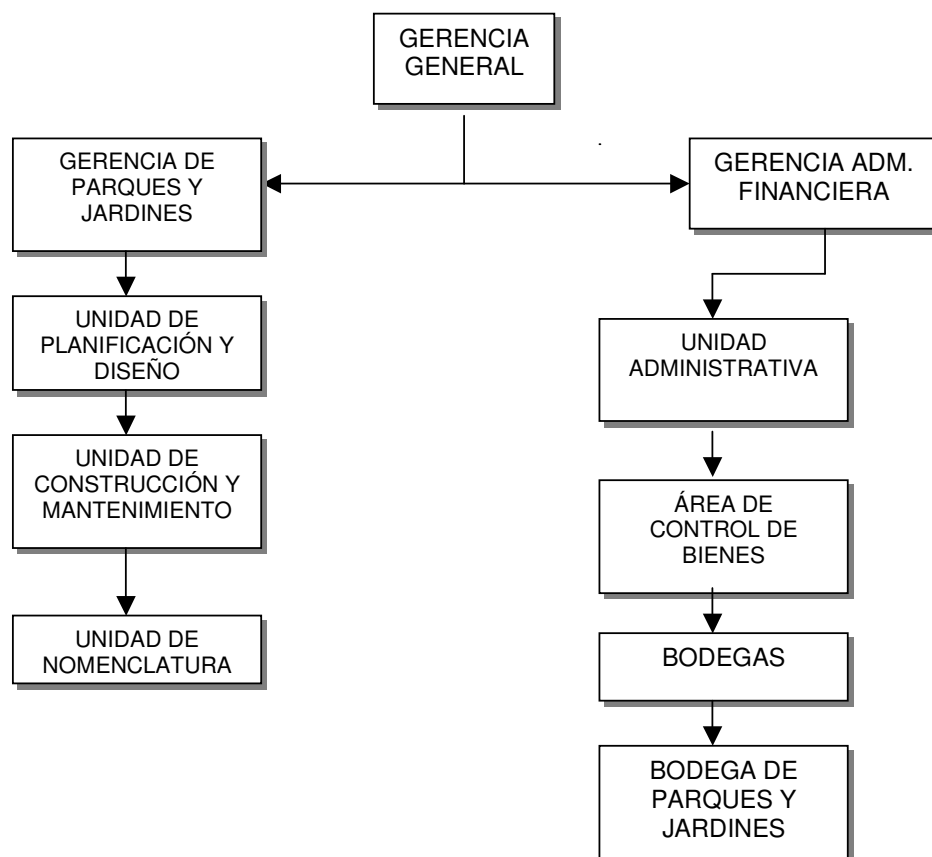 GERENCIA
GENERAL
GERENCIA DE
PARQUES Y
JARDINES
GERENCIA ADM.
FINANCIERA
UNIDAD DE
PLANIFICACIÓN Y
DISEÑO
UNIDAD
ADMINISTRATIVA
UNIDAD DE
CONSTRUCCIÓN Y
MANTENIMIENTO
ÁREA DE
CONTROL DE
BIENES
UNIDAD DE
NOMENCLATURA
BODEGAS
BODEGA DE
PARQUES Y
JARDINES